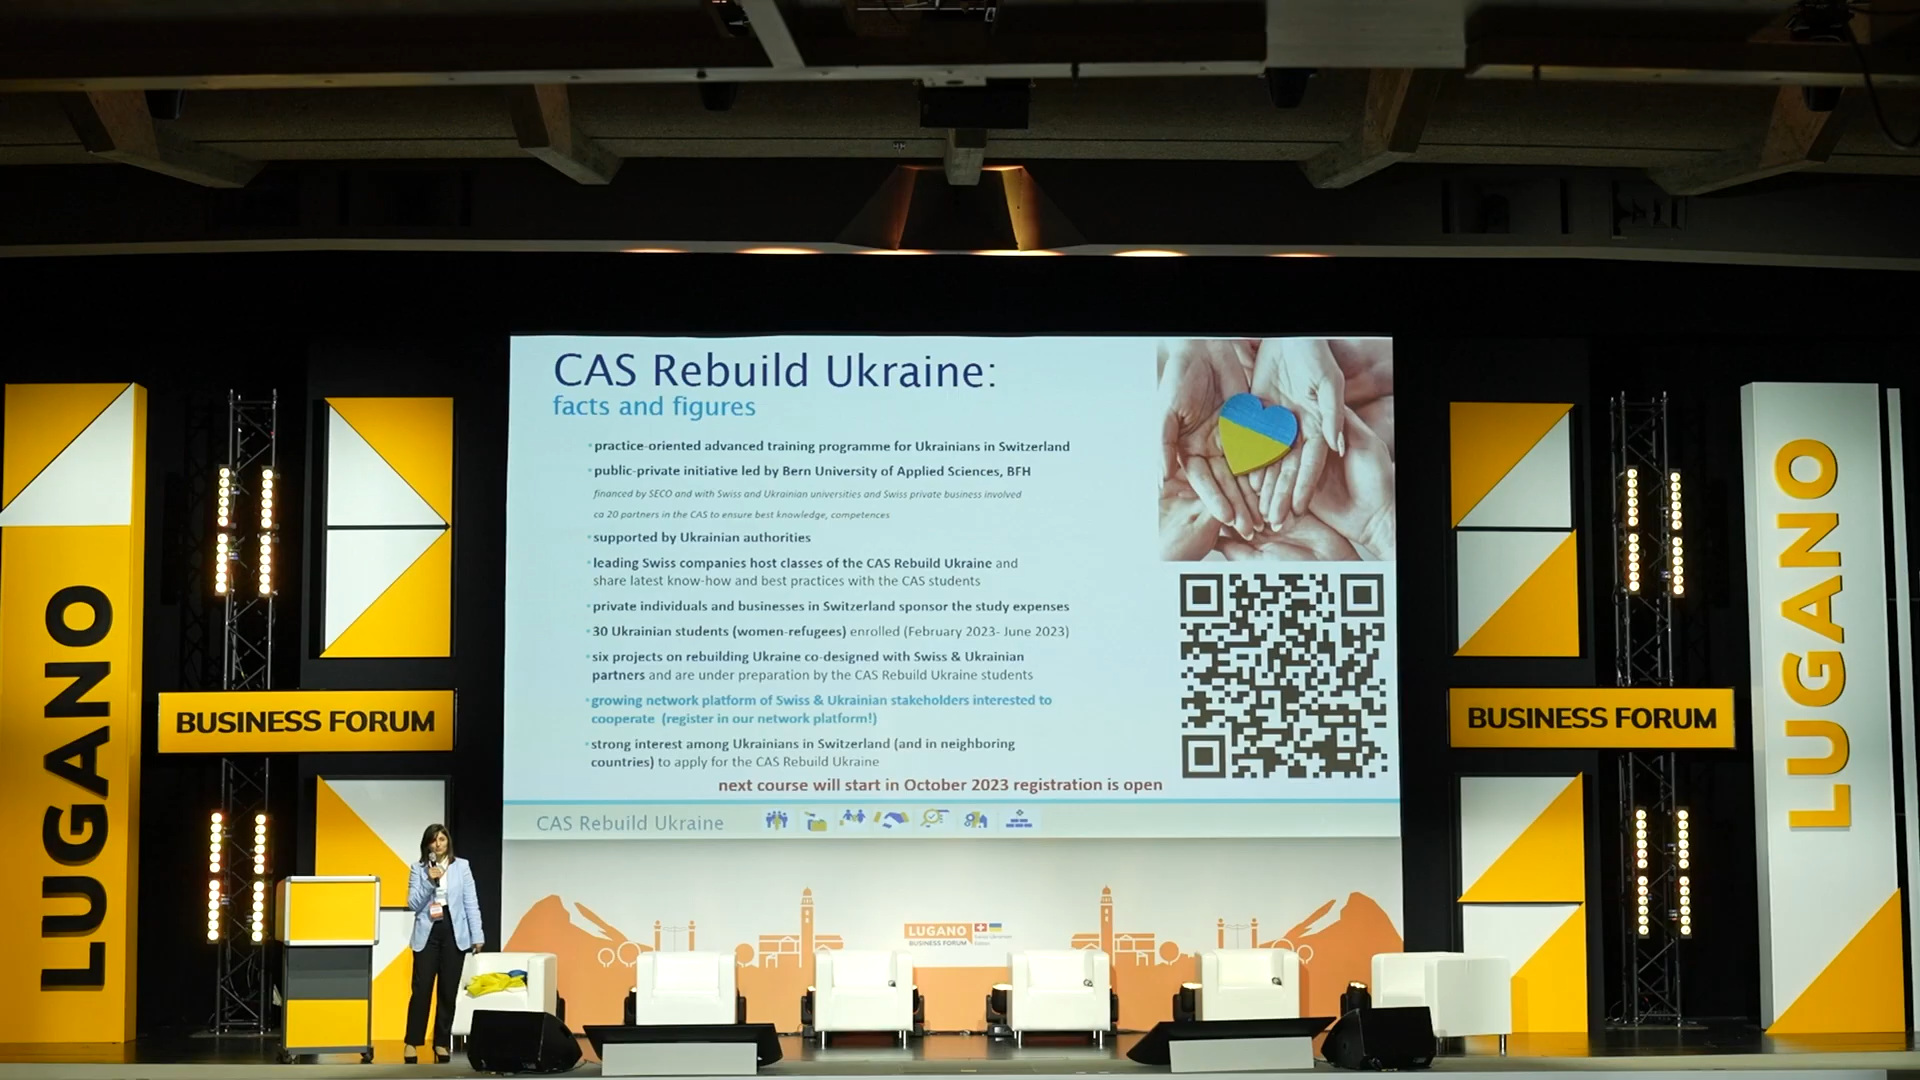 CAS Rebuild Ukraine:
facts and figures
practice-oriented advanced training programme for Ukrainians in Switzerland
public-private initiative led by Bern University of Applied Sciences, BFH
financed by SECO and with Swiss and Ukrainian universities and Swiss private business involved
ca 20 partners in the CAS to ensure best knowledge, competences
supported by Ukrainian authorities
leading Swiss companies host classes of the CAS Rebuild Ukraine and
share latest know-how and best practices with the CAS students
private individuals and businesses in Switzerland sponsor the study expenses
30 Ukrainian students (women-refugees) enrolled (February 2023- June 2023)
six projects on rebuilding Ukraine co-designed with Swiss & Ukrainian
partners and are under preparation by the CAS Rebuild Ukraine students
growing network platform of Swiss & Ukrainian stakeholders interested to
cooperate (register in our network platform!)
strong interest among Ukrainians in Switzerland (and in neighboring
countries) to apply for the CAS Rebuild Ukraine
next course will start in October 2023 registration is open
CAS Rebuild Ukraine
LUGANO
BUSINESS FORUM
BUSINESS FORUM
LUGANO
LUGANO
BUSINESS FORUM